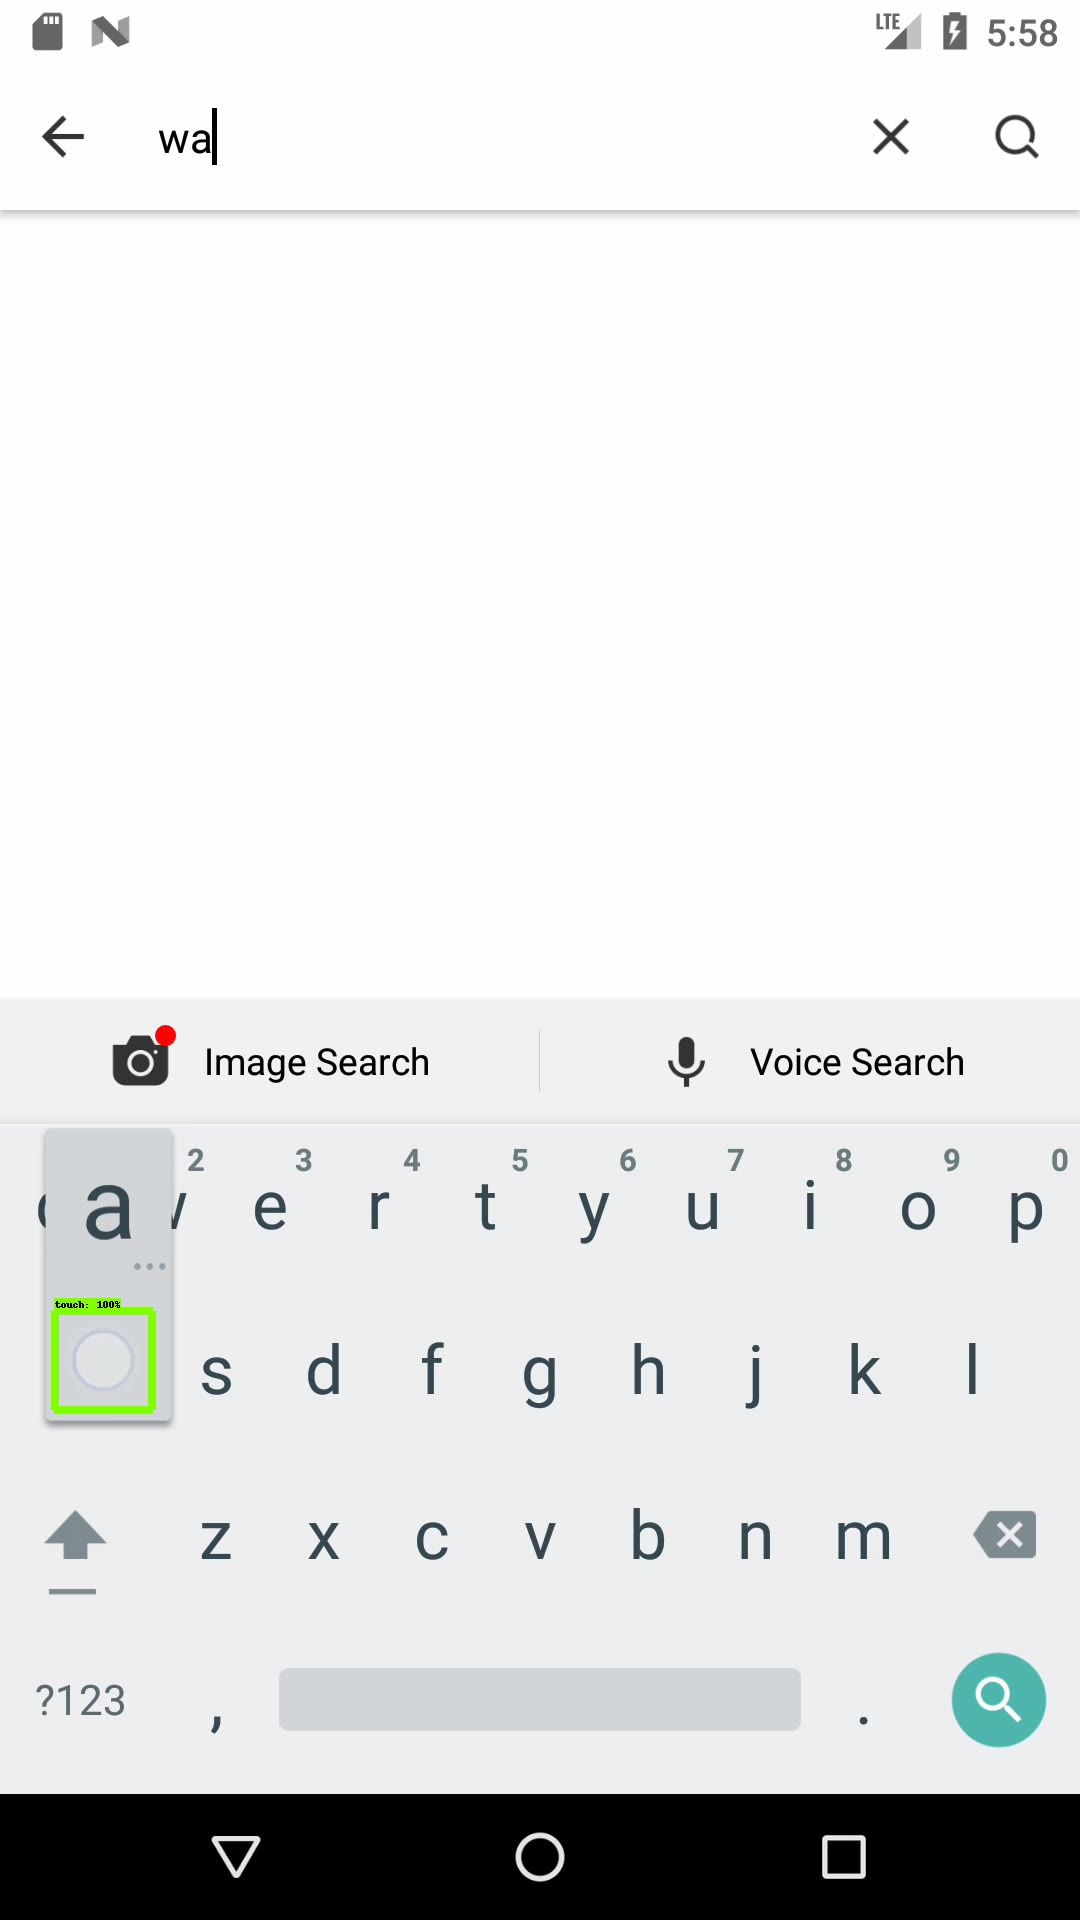 LTE 5:58
wa
Image Search Voice Search
2 3 4 5 6 7 8 9 0
a e r t y u i o p
touch: 100%
s d f g h j k l
z x c v b n m
?123 , .